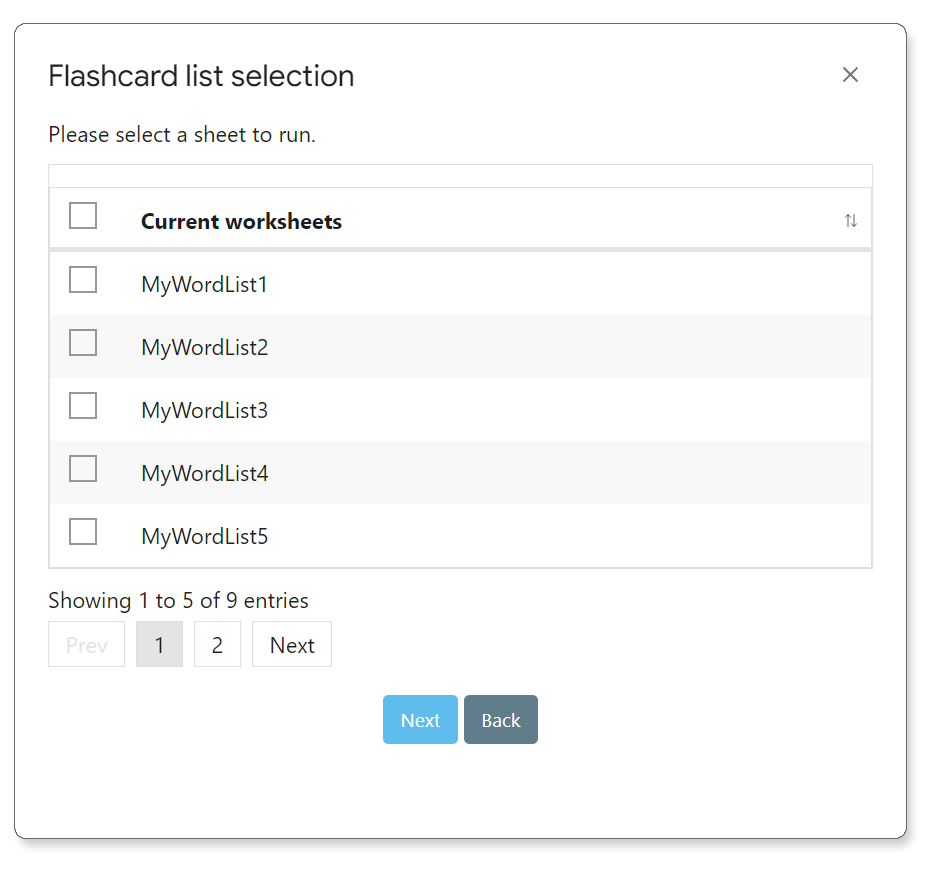 Flashcard list selection
Please select a sheet to run.
Current worksheets
MyWordList1
MyWordList2
MyWordList3
MyWordList4
MyWordList5
Showing 1 to 5 of 9 entries
Prev 1 2 Next
Next Back